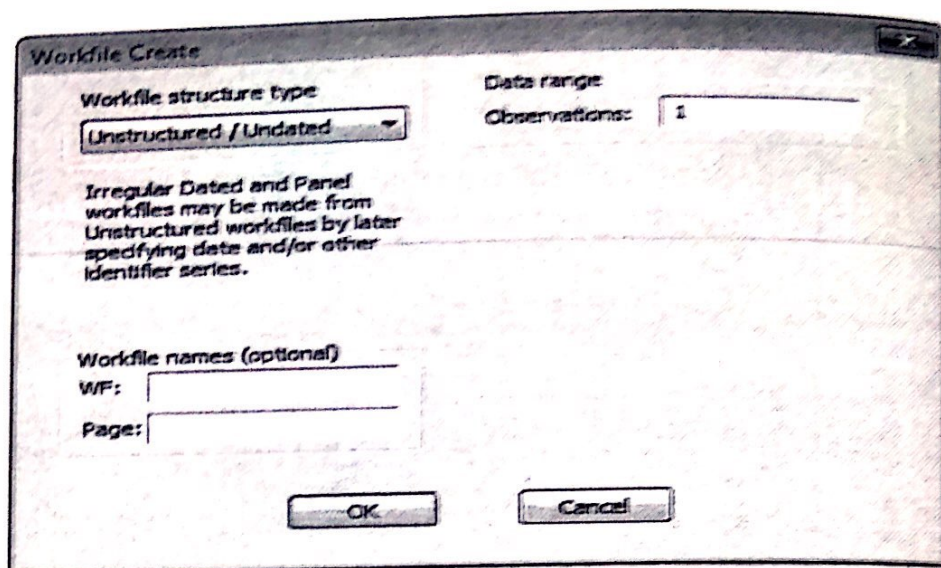 Workfile Create
Workfile structure type
Unstructured / Undated
Irregular Dated and Panel
workfiles may be made from
Unstructured workfiles by later
specifying date and/or other
identifier series.
Data range
Observations: 1
Workfile names (optional)
WF:
Page:
OK
Cancel